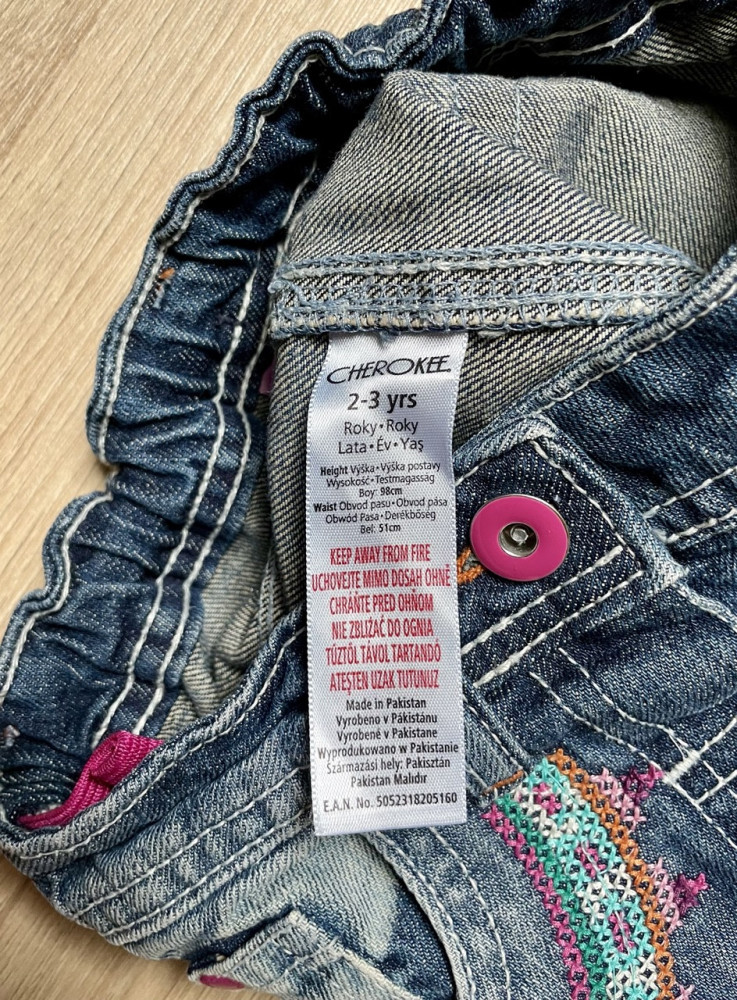 CHEROKEE
2-3 yrs
Roky • Roky
Lata • Év • Yaş
Height Výška • Výška postavy
Wysokość • Testmagasság
Boy: 98cm
Waist Obvod pasu • Obvod pása
Obwód Pasa • Derékbőség
Bel: 51cm
KEEP AWAY FROM FIRE
UCHOVEJTE MIMO DOSAH OHNĚ
CHRÁŇTE PRED OHŇOM
NIE ZBLIŻAĆ DO OGNIA
TŰZTŐL TÁVOL TARTANDÓ
ATEŞTEN UZAK TUTUNUZ
Made in Pakistan
Vyrobeno v Pákistánu
Vyrobené v Pakistane
Wyprodukowano w Pakistanie
Származási hely: Pakisztán
Pakistan Malıdır
E.A.N. No. 5052318205160